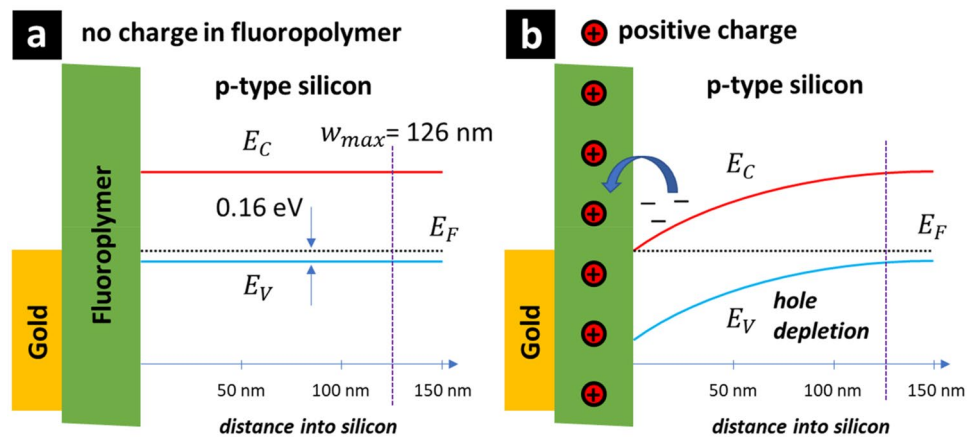 a
no charge in fluoropolymer
p-type silicon
E_C
w_max= 126 nm
0.16 eV
E_F
E_V
Gold
Fluoroplymer
50 nm
100 nm
150 nm
distance into silicon
b
+ positive charge
p-type silicon
+
+
+
+
+
+
E_C
− − −
E_F
E_V
hole
depletion
Gold
50 nm
100 nm
150 nm
distance into silicon